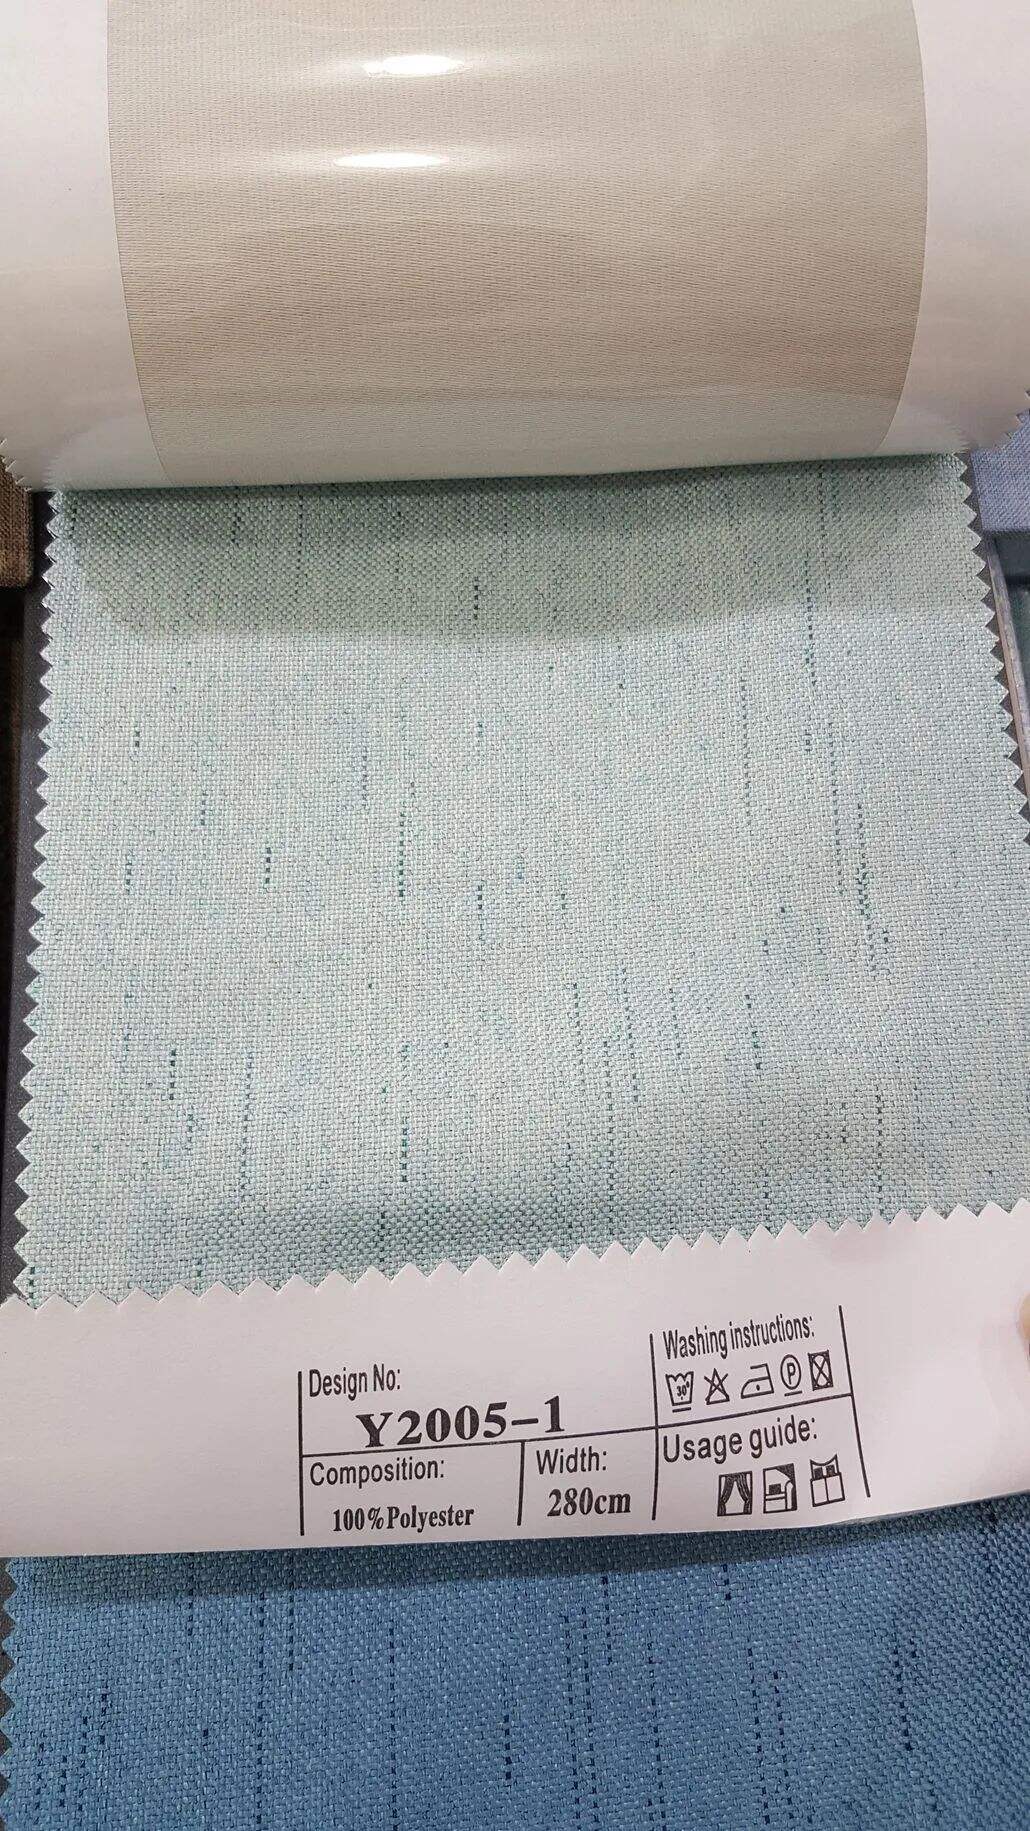 Design No:
Y2005-1
Composition:
100%Polyester
Width:
280cm
Washing instructions:
30°
P
Usage guide: